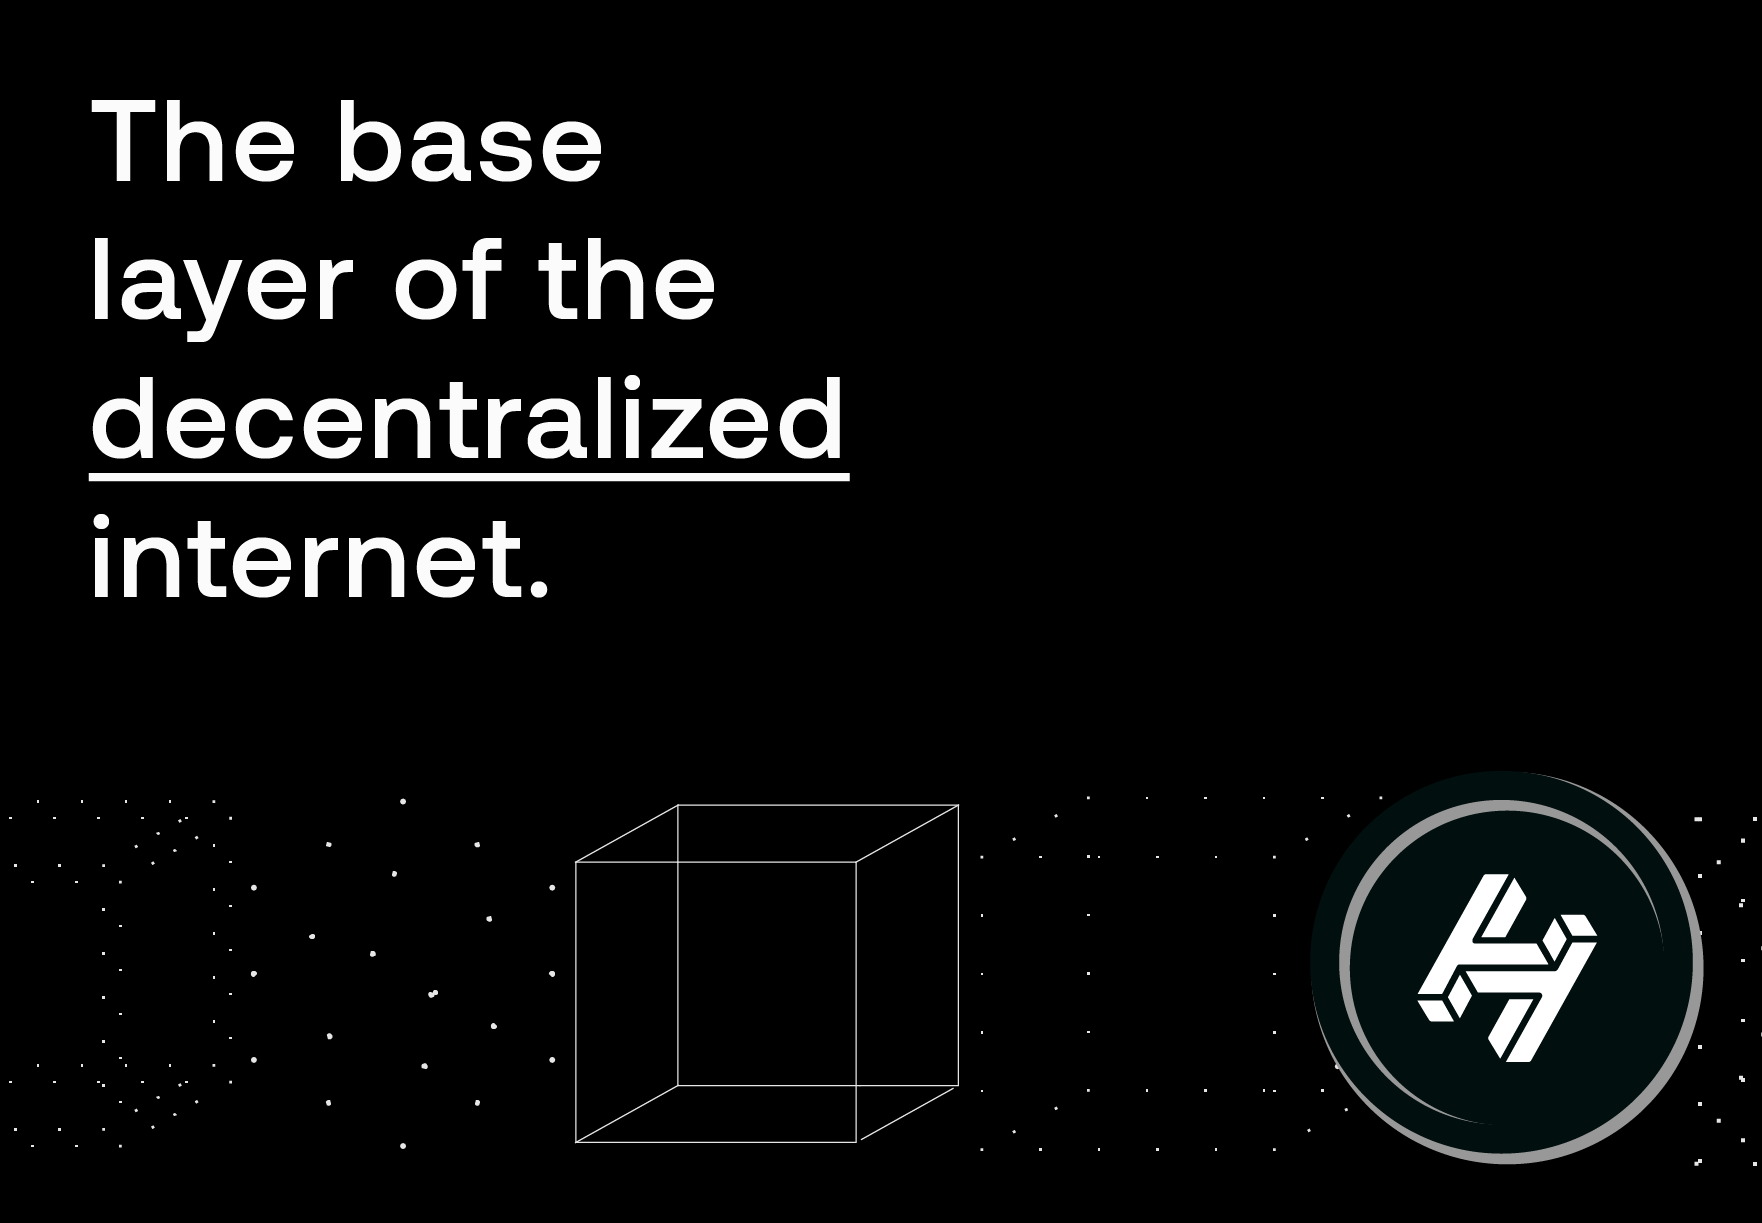 The base
layer of the
decentralized
internet.